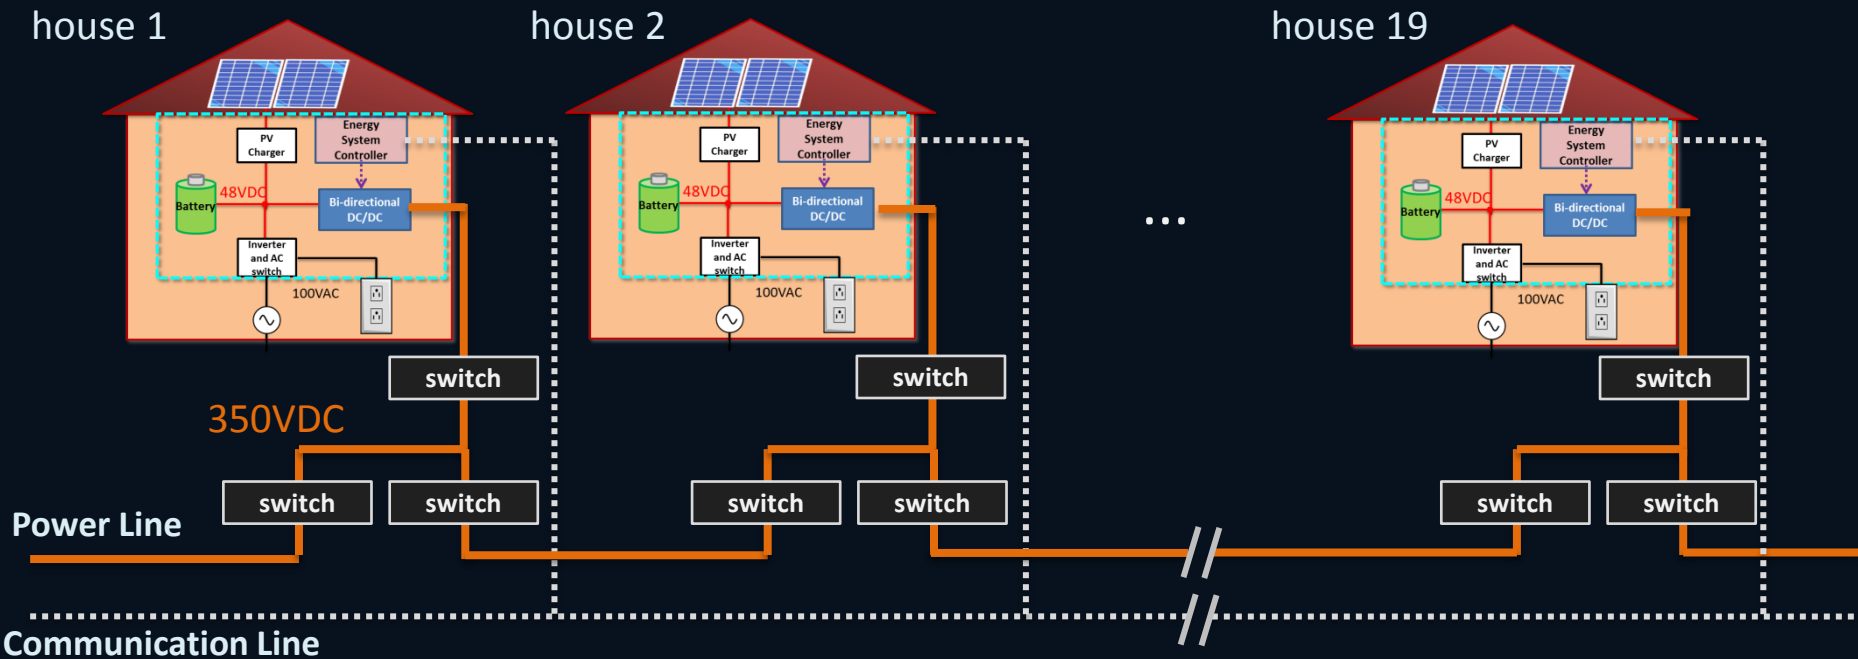 house 1
house 2
house 19
PV
Charger
Energy
System
Controller
48VDC
Battery
Bi-directional
DC/DC
Inverter
and AC
switch
100VAC
PV
Charger
Energy
System
Controller
48VDC
Battery
Bi-directional
DC/DC
Inverter
and AC
switch
100VAC
...
PV
Charger
Energy
System
Controller
48VDC
Battery
Bi-directional
DC/DC
Inverter
and AC
switch
100VAC
switch
switch
switch
350VDC
switch
switch
switch
switch
switch
switch
Power Line
Communication Line